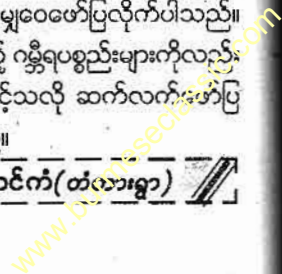 မျှဝေဖော်ပြလိုက်ပါသည်။
ဂမ္ဘီရပစ္စည်းများကိုလည်း
င့်သလို ဆက်လက်ဖော်ပြ
။
င်ကံ(တံတားရွာ)
www.burmeseclassic.com